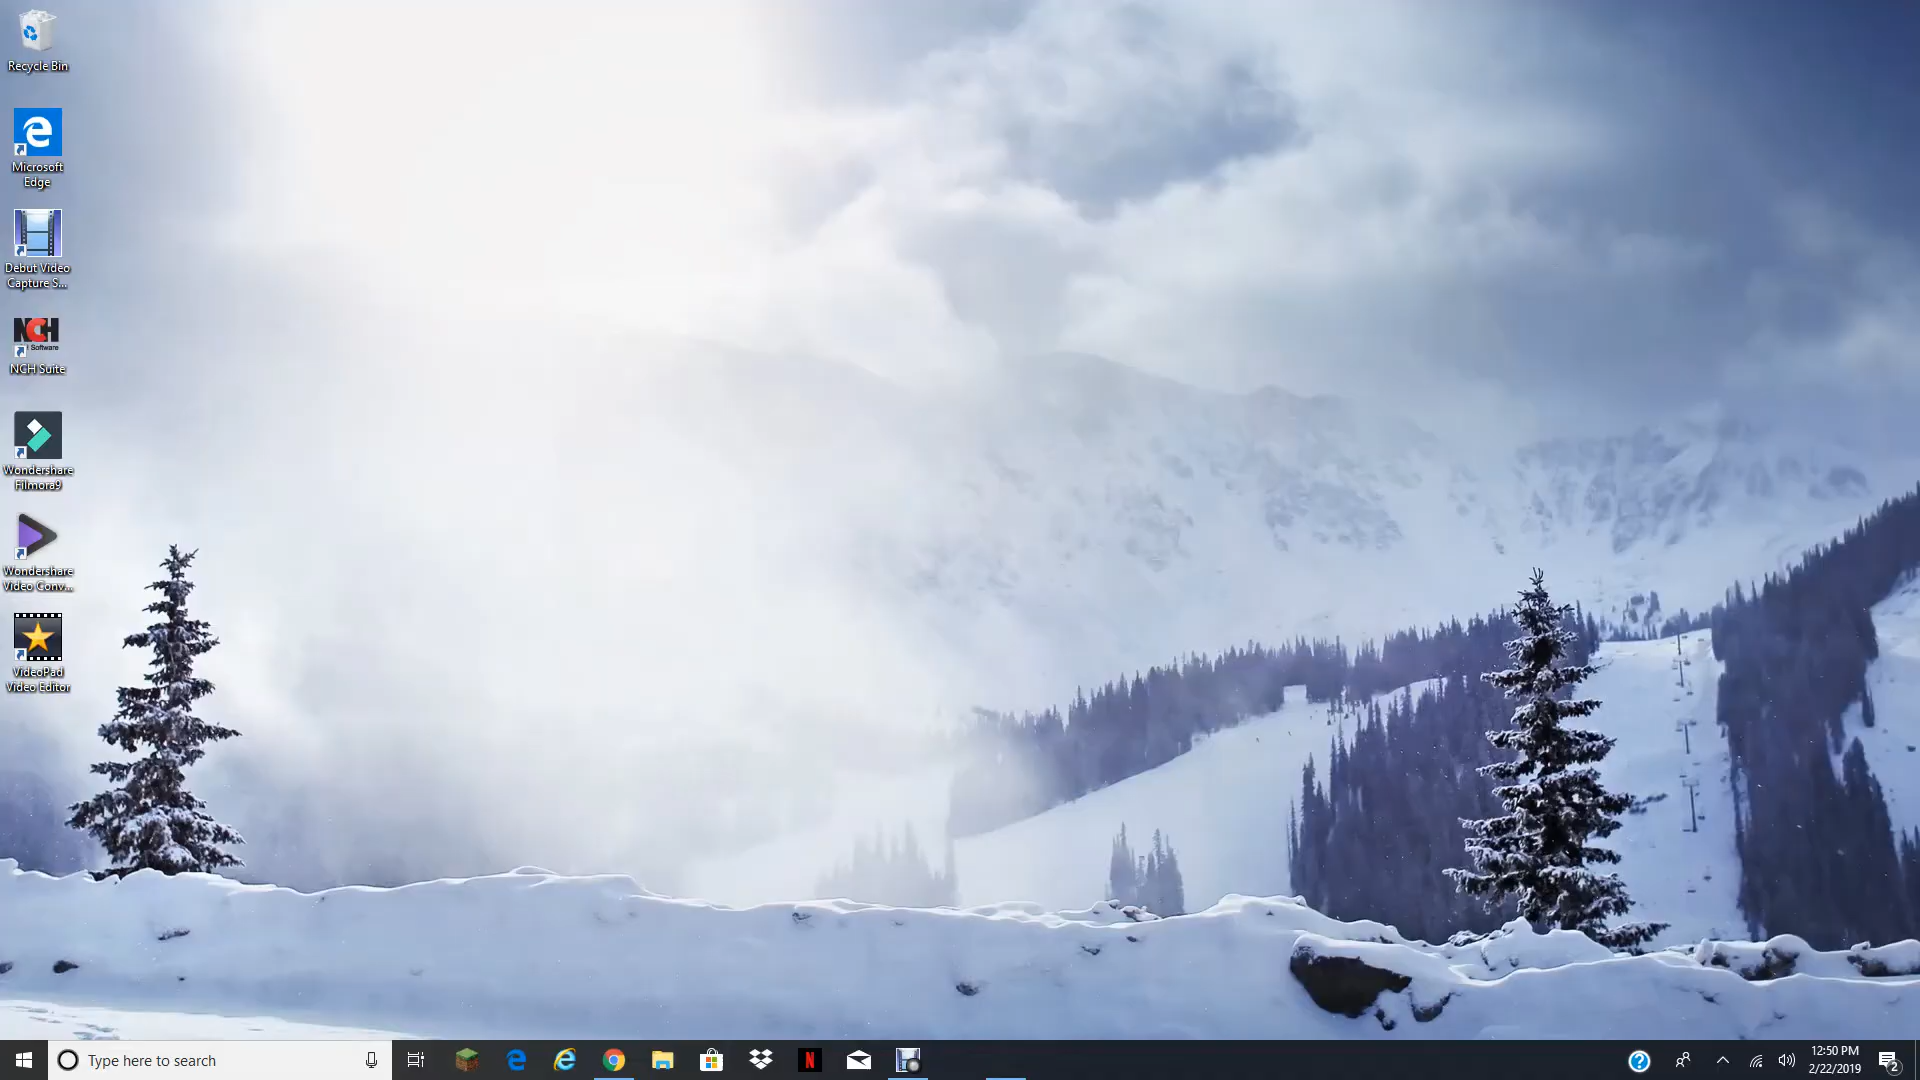 Recycle Bin
Microsoft
Edge
Debut Video
Capture S...
NCH
Software
NCH Suite
Wondershare
Filmora9
Wondershare
Video Conv...
VideoPad
Video Editor
Type here to search
N
12:50 PM
2/22/2019
2